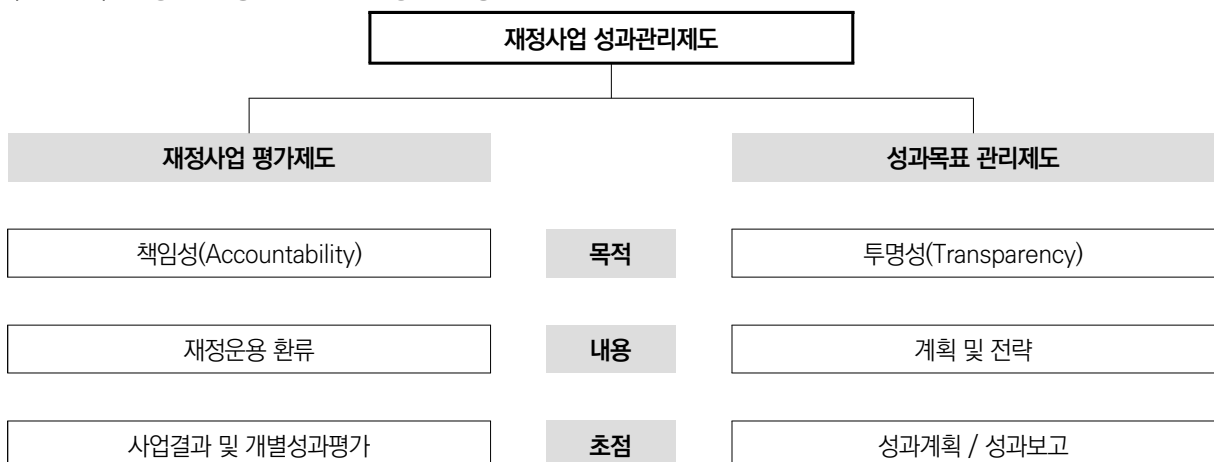 재정사업 성과관리제도
재정사업 평가제도 성과목표 관리제도
책임성(Accountability) 목적 투명성(Transparency)
재정운용 환류 내용 계획 및 전략
사업결과 및 개별성과평가 초점 성과계획 / 성과보고